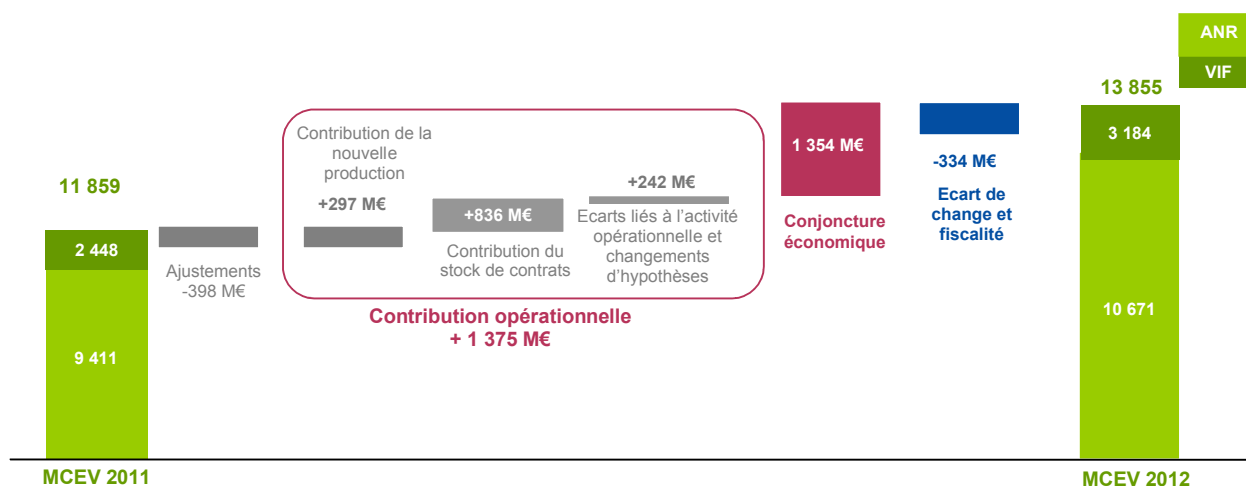 ANR
VIF
11 859
2 448
9 411
MCEV 2011
Ajustements
-398 M€
Contribution de la
nouvelle
production
+297 M€
+836 M€
Contribution du
stock de contrats
+242 M€
Ecarts liés à l'activité
opérationnelle et
changements
d'hypothèses
Contribution opérationnelle
+ 1 375 M€
1 354 M€
Conjoncture
économique
-334 M€
Ecart de
change et
fiscalité
13 855
3 184
10 671
MCEV 2012